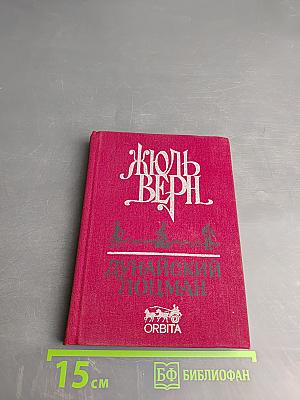 ЖЮЛЬ
ВЕРН
ДУНАЙСКИЙ
ЛОЦМАН
ORBITA
15 см
БФ БИБЛИОФАН